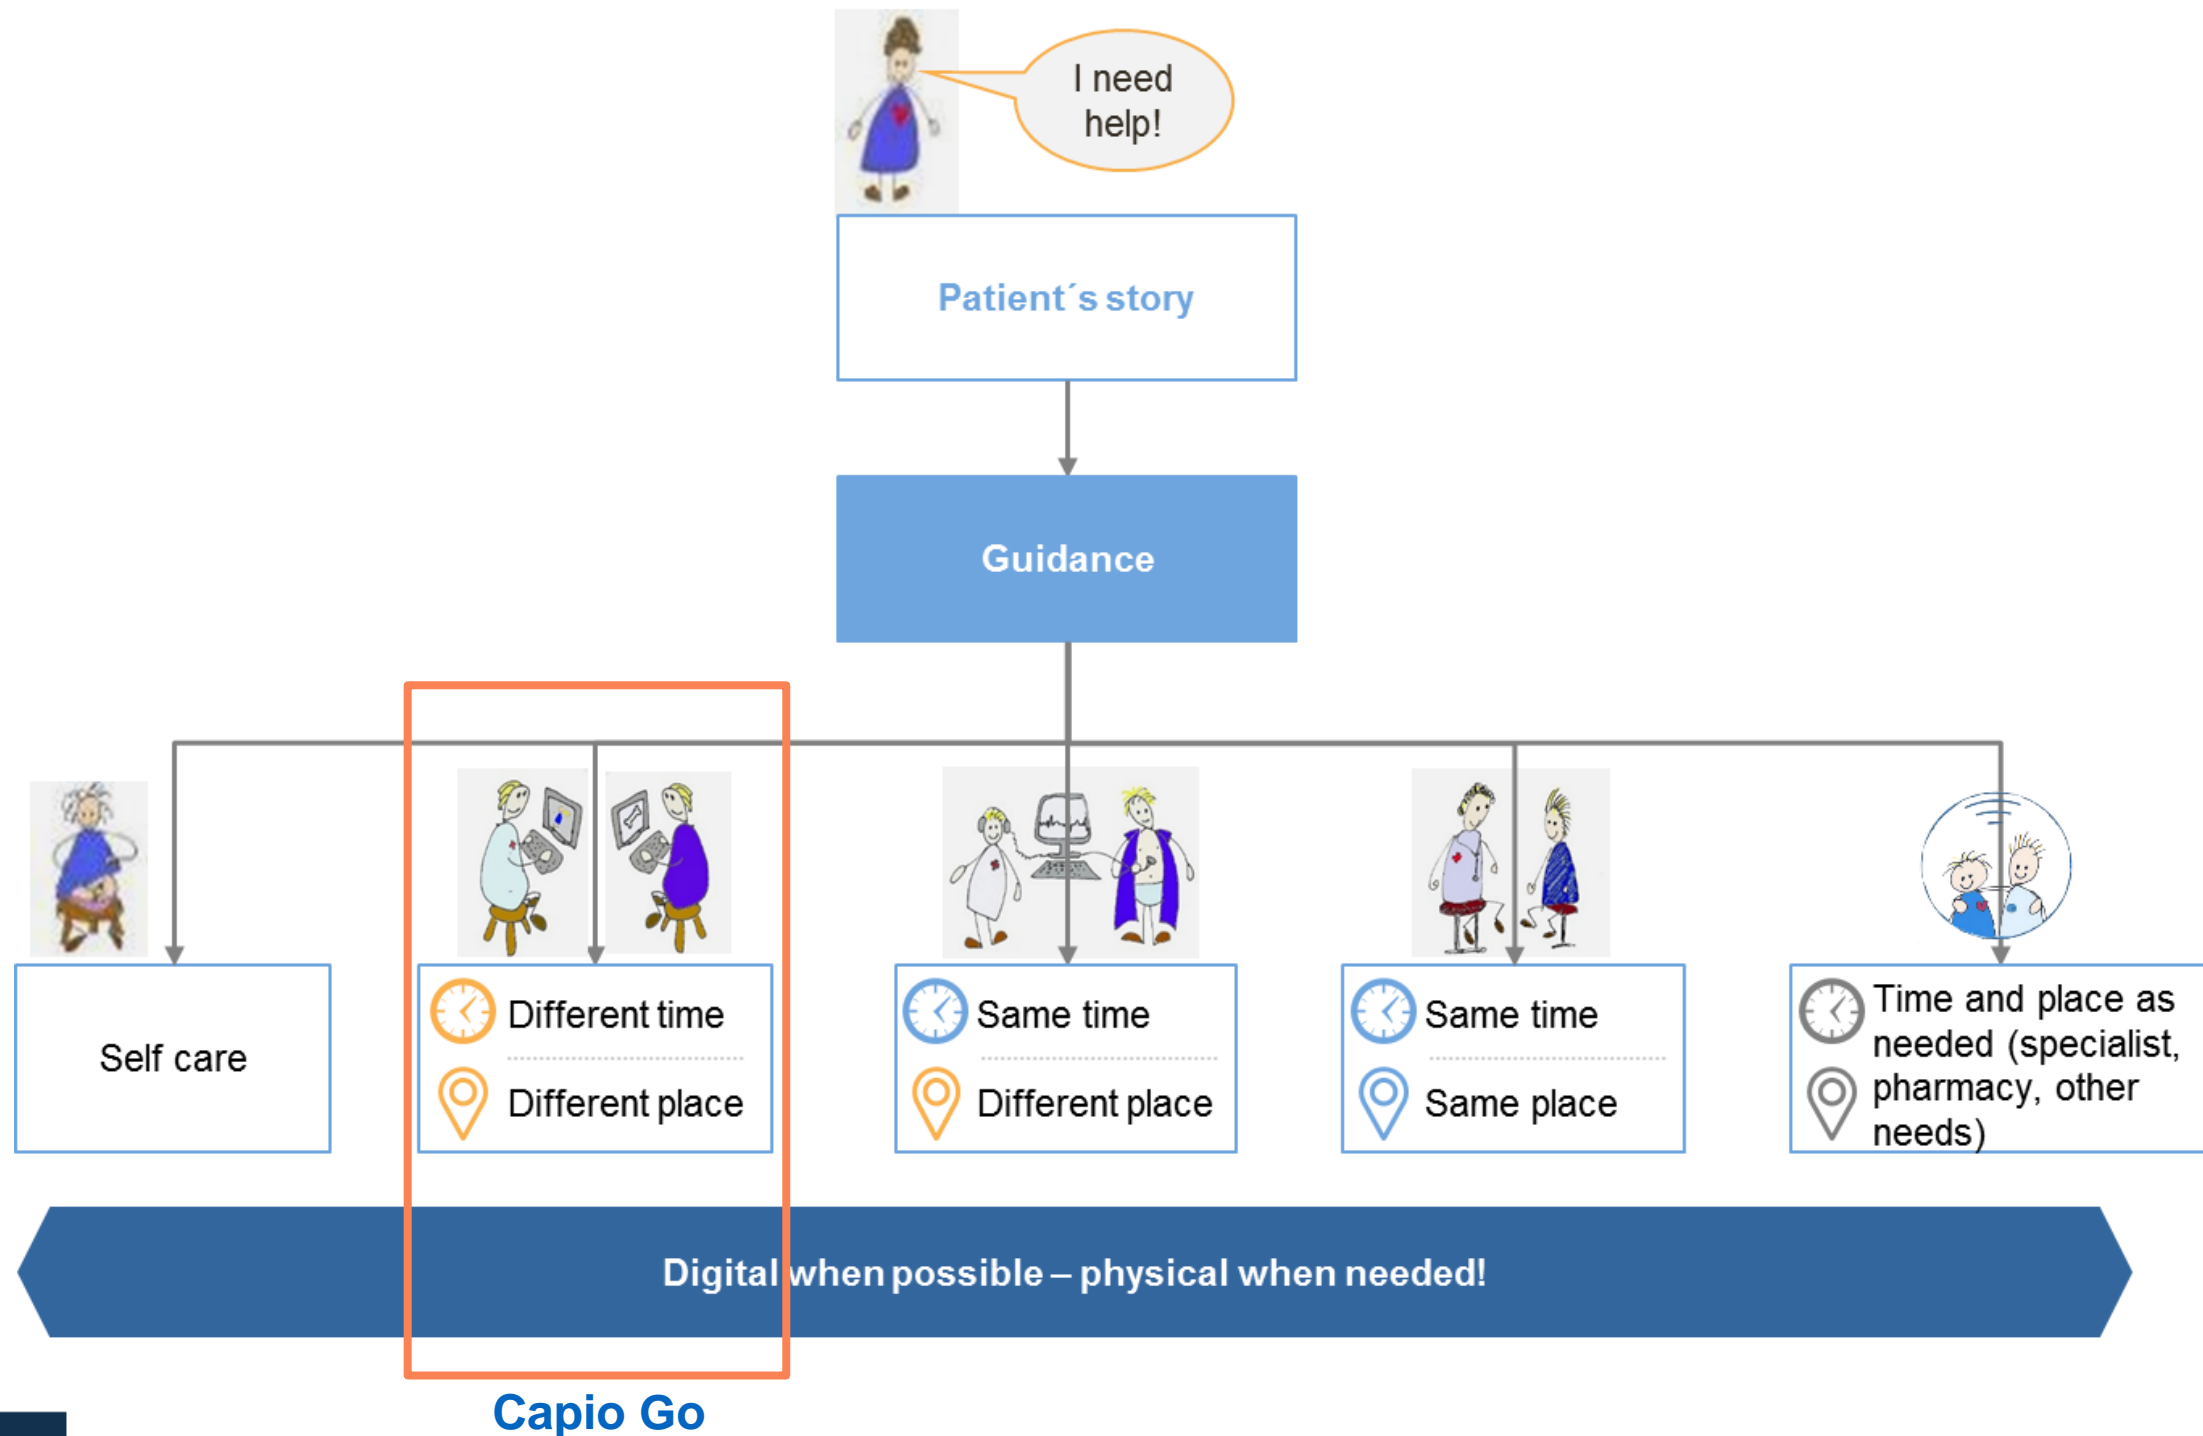 I need
help!
Patient´s story
Guidance
Self care
Different time
Different place
Same time
Different place
Same time
Same place
Time and place as
needed (specialist,
pharmacy, other
needs)
Digital when possible – physical when needed!
Capio Go